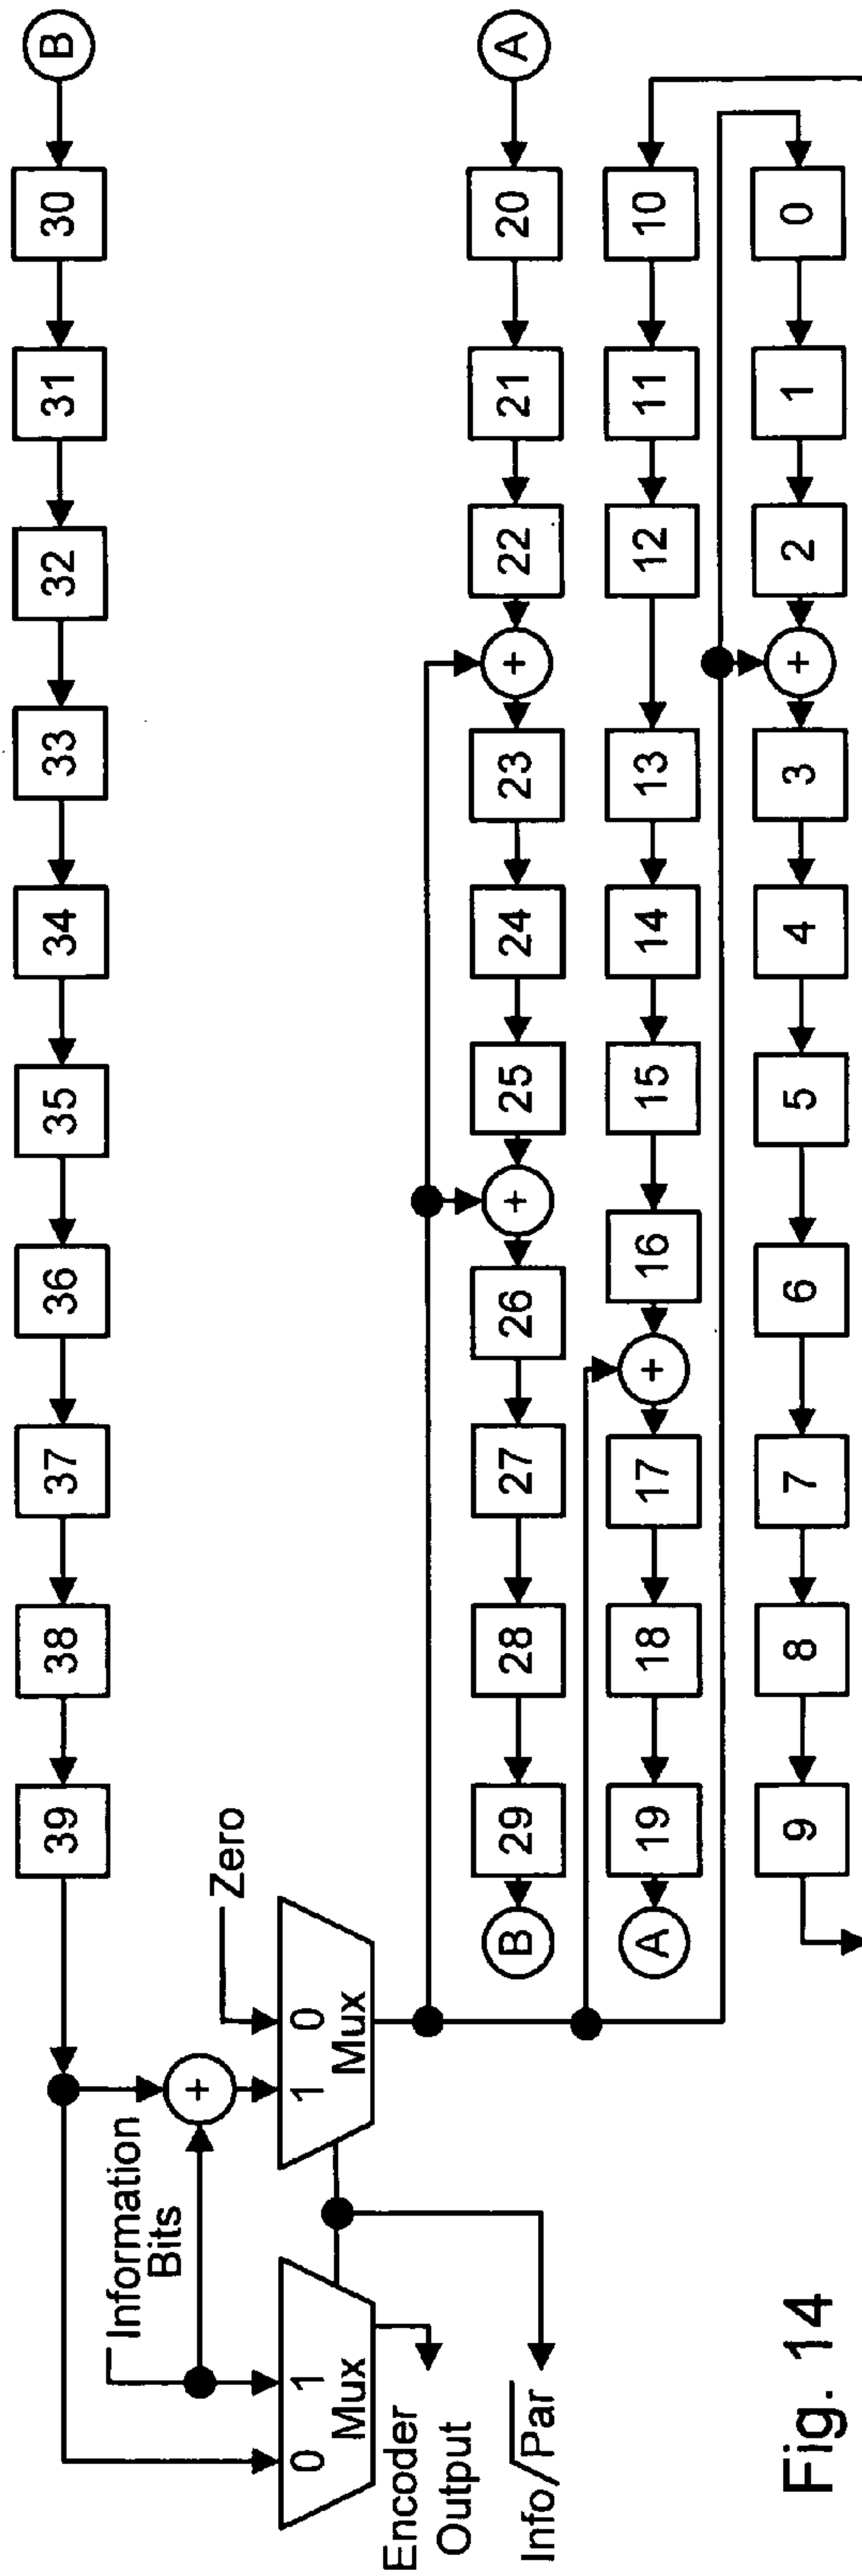 39 38 37 36 35 34 33 32 31 30 B
Information
Bits
+
Zero
0 1
Mux
1 0
Mux
Encoder
Output
Info/Par
B 29 28 27 26 + 25 24 23 + 22 21 20 A
A 19 18 17 + 16 15 14 13 12 11 10
9 8 7 6 5 4 3 + 2 1 0
Fig. 14